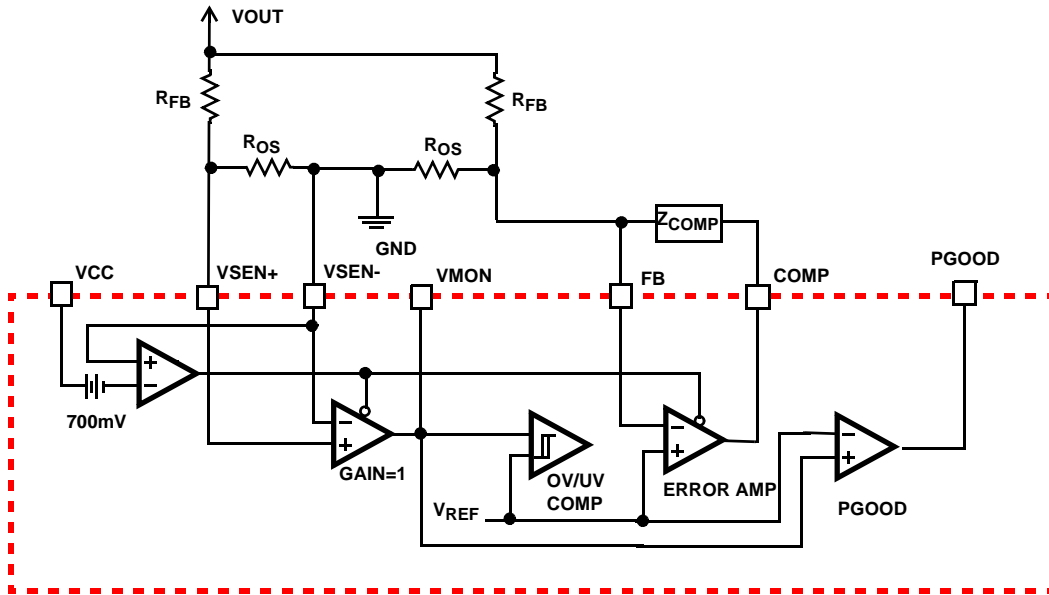 VOUT
RFB
RFB
ROS
ROS
ZCOMP
GND
VCC
VSEN+
VSEN-
VMON
FB
COMP
PGOOD
+
−
700mV
−
+
GAIN=1
OV/UV
COMP
−
+
ERROR AMP
−
+
PGOOD
VREF